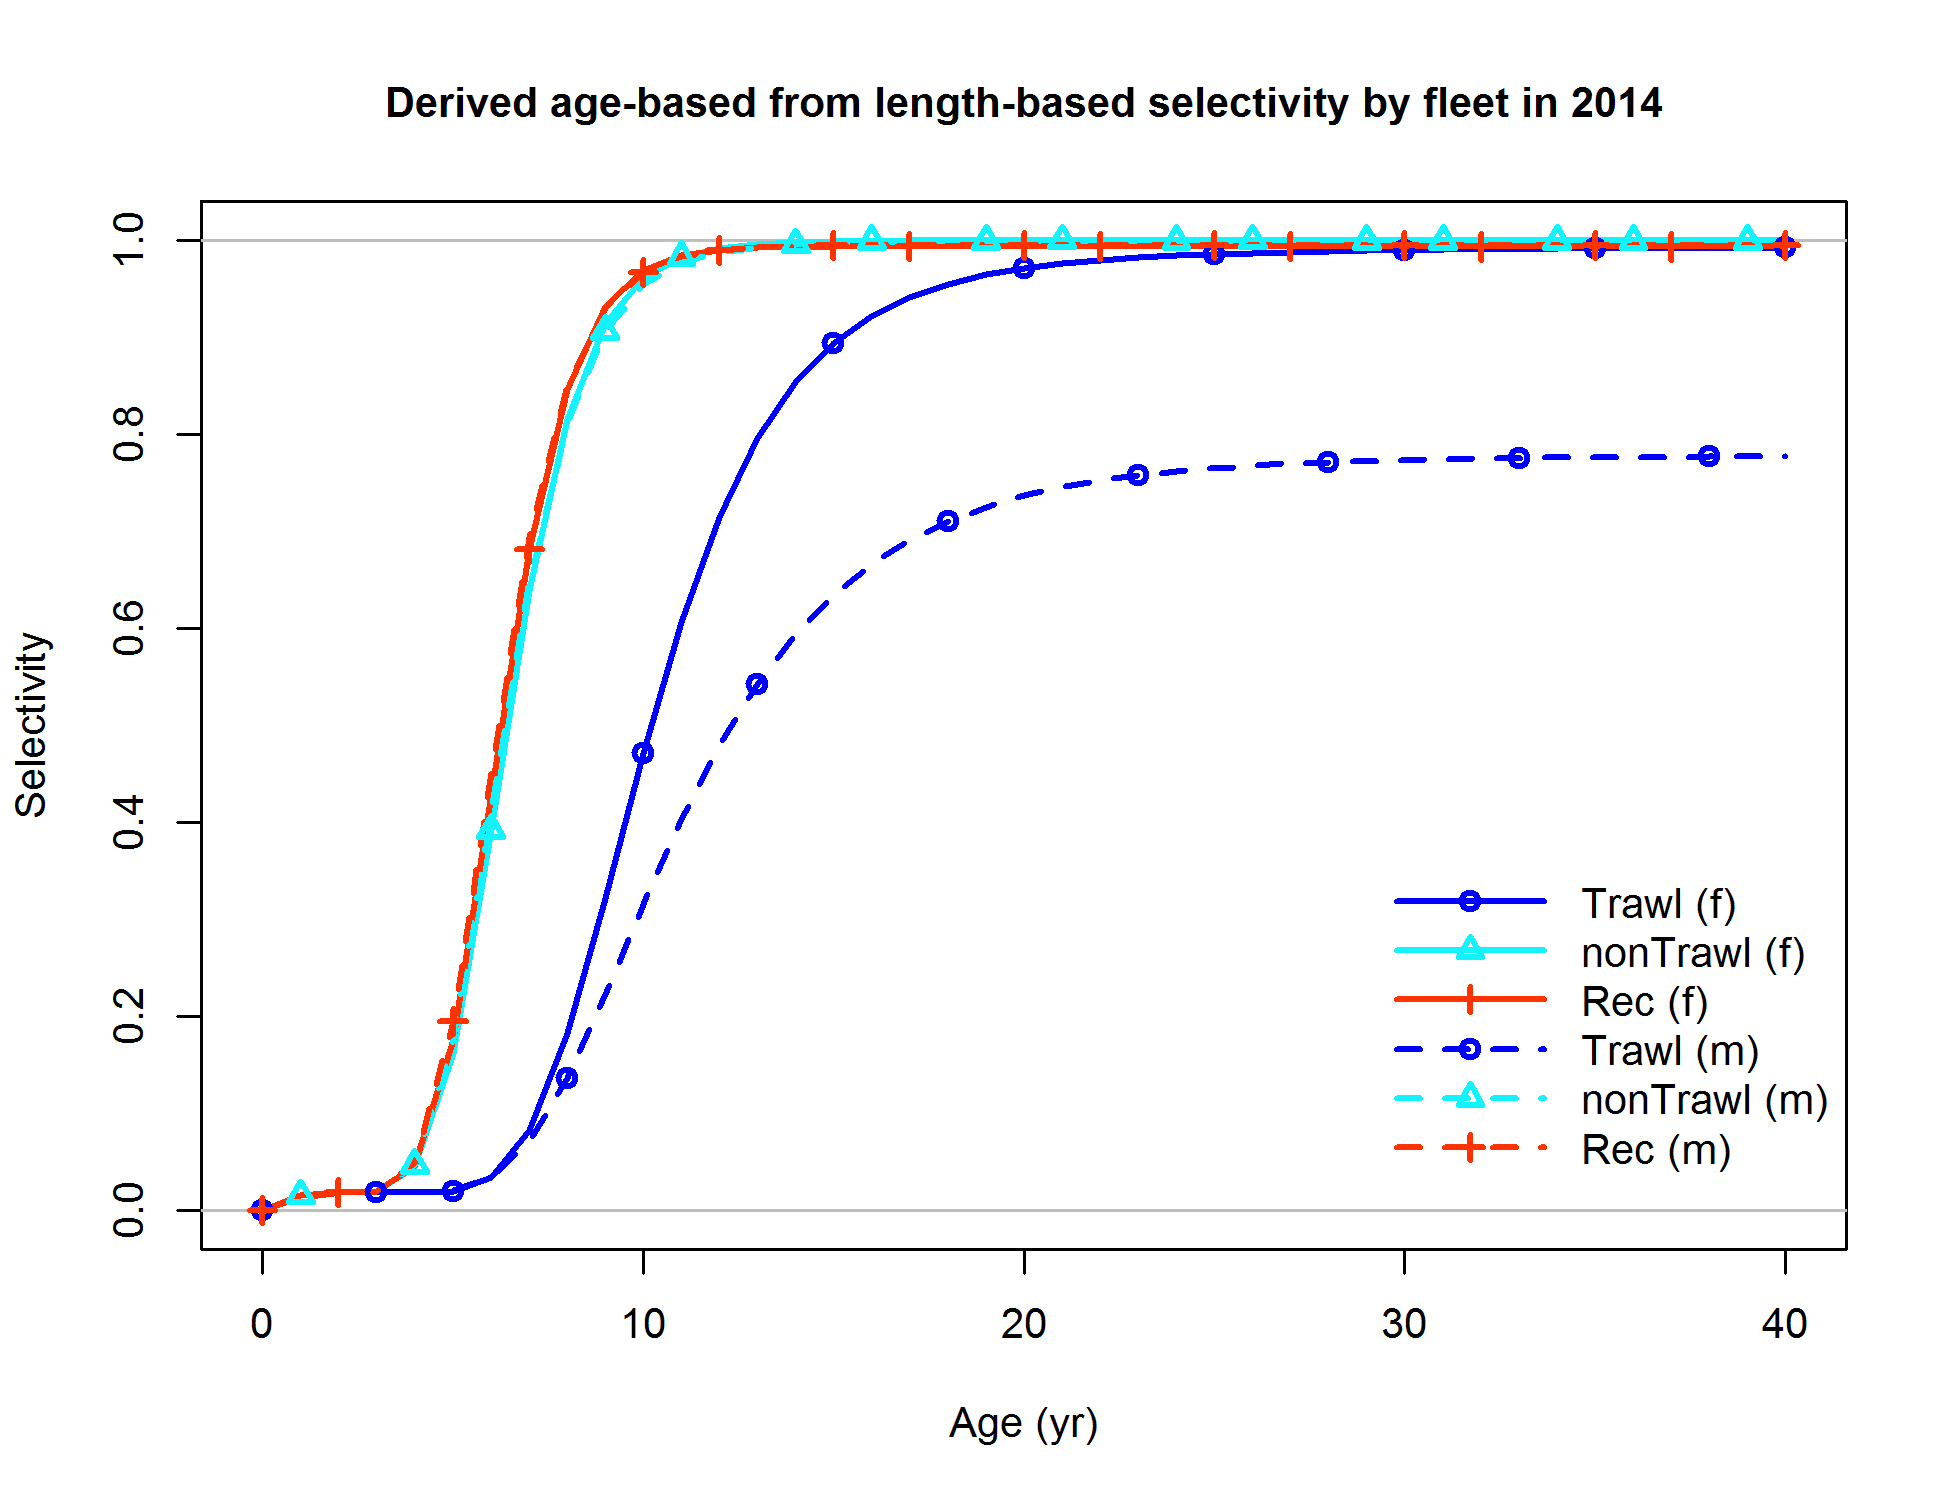 Derived age-based from length-based selectivity by fleet in 2014
1.0
0.8
0.6
0.4
0.2
0.0
Selectivity
Trawl (f)
nonTrawl (f)
Rec (f)
Trawl (m)
nonTrawl (m)
Rec (m)
0 10 20 30 40
Age (yr)